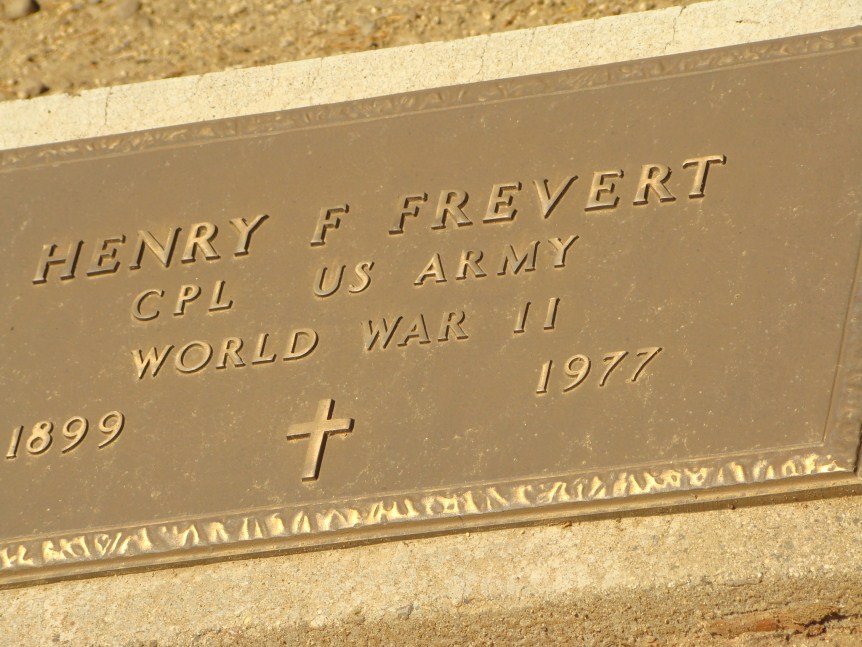 HENRY F FREVERT
CPL US ARMY
WORLD WAR II
1899 1977